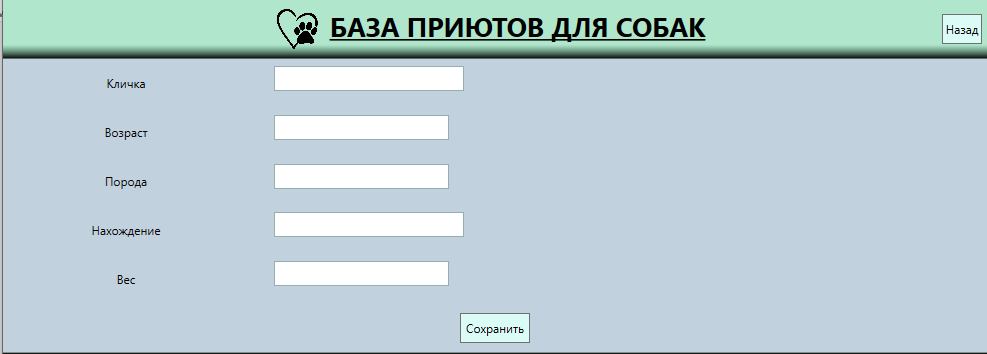 БАЗА ПРИЮТОВ ДЛЯ СОБАК
Назад
Кличка
Возраст
Порода
Нахождение
Вес
Сохранить